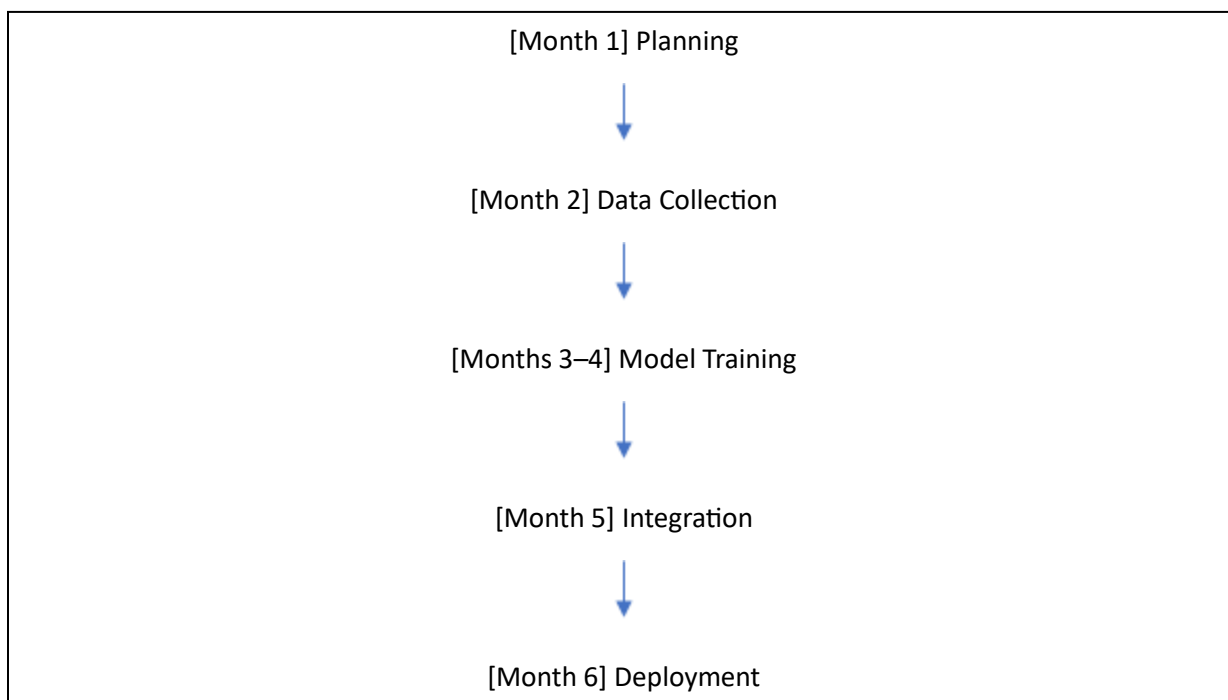 [Month 1] Planning
[Month 2] Data Collection
[Months 3–4] Model Training
[Month 5] Integration
[Month 6] Deployment